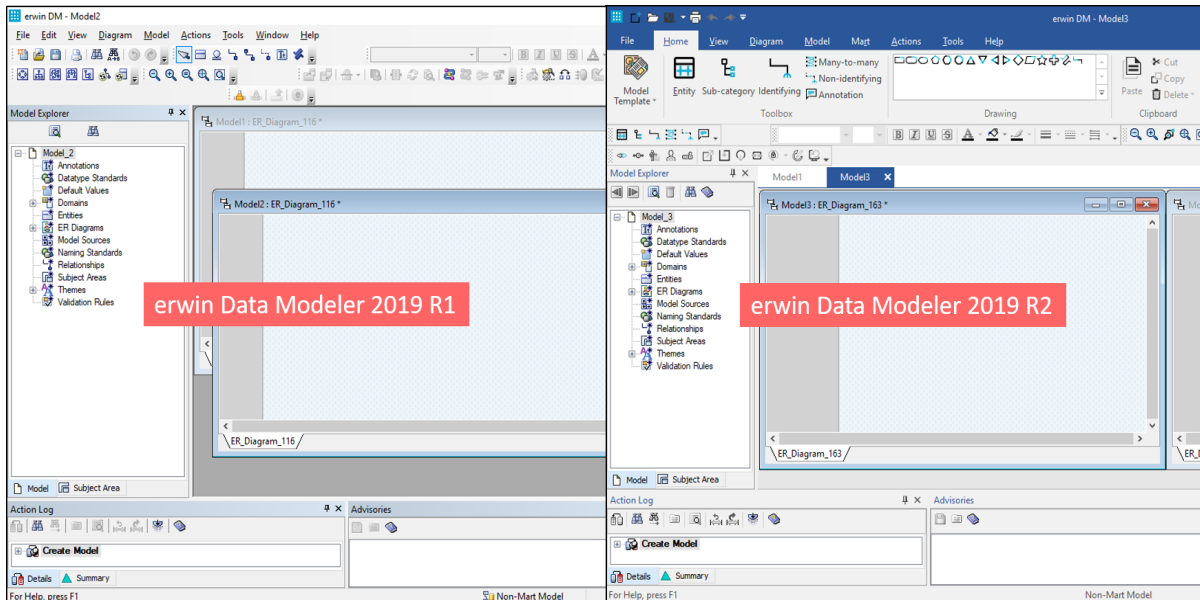 erwin DM - Model2
File Edit View Diagram Model Actions Tools Window Help
Model Explorer
Model_2
Annotations
Datatype Standards
Default Values
Domains
Entities
ER Diagrams
Model Sources
Naming Standards
Relationships
Subject Areas
Themes
Validation Rules
Model Subject Area
Model1 : ER_Diagram_116 *
Model2 : ER_Diagram_116 *
ER_Diagram_116
erwin Data Modeler 2019 R1
Action Log
Create Model
Details Summary
Advisories
For Help, press F1
Non-Mart Model
erwin DM - Model3
File Home View Diagram Model Mart Actions Tools Help
Model Template
Entity Sub-category Identifying
Many-to-many
Non-identifying
Annotation
Toolbox
Drawing
Paste
Cut
Copy
Delete
Clipboard
B I U S A
Model Explorer
Model1 Model3
Model_3
Annotations
Datatype Standards
Default Values
Domains
Entities
ER Diagrams
Model Sources
Naming Standards
Relationships
Subject Areas
Themes
Validation Rules
Model Subject Area
Model3 : ER_Diagram_163 *
ER_Diagram_163
erwin Data Modeler 2019 R2
Action Log
Create Model
Details Summary
Advisories
For Help, press F1
Non-Mart Model